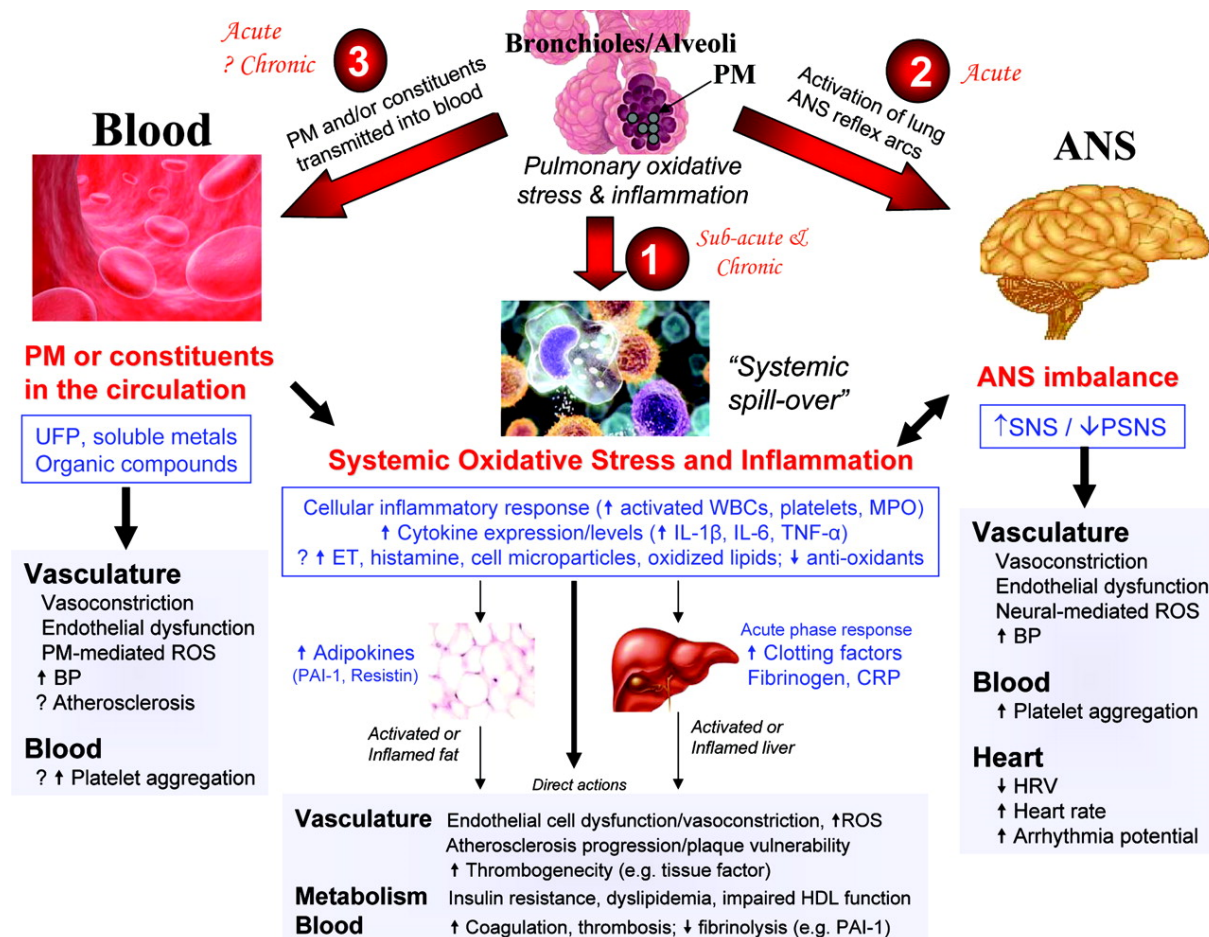 Bronchioles/Alveoli
PM
Acute
? Chronic
3
PM and/or constituents
transmitted into blood
2
Acute
Activation of lung
ANS reflex arcs
Blood
ANS
Pulmonary oxidative
stress & inflammation
1
Sub-acute &
Chronic
"Systemic
spill-over"
PM or constituents
in the circulation
UFP, soluble metals
Organic compounds
Vasculature
Vasoconstriction
Endothelial dysfunction
PM-mediated ROS
↑ BP
? Atherosclerosis
Blood
? ↑ Platelet aggregation
Systemic Oxidative Stress and Inflammation
Cellular inflammatory response (↑ activated WBCs, platelets, MPO)
↑ Cytokine expression/levels (↑ IL-1β, IL-6, TNF-α)
? ↑ ET, histamine, cell microparticles, oxidized lipids; ↓ anti-oxidants
↑ Adipokines
(PAI-1, Resistin)
Activated or
Inflamed fat
Acute phase response
↑ Clotting factors
Fibrinogen, CRP
Activated or
Inflamed liver
Direct actions
Vasculature Endothelial cell dysfunction/vasoconstriction, ↑ROS
Atherosclerosis progression/plaque vulnerability
↑ Thrombogenecity (e.g. tissue factor)
Metabolism Insulin resistance, dyslipidemia, impaired HDL function
Blood ↑ Coagulation, thrombosis; ↓ fibrinolysis (e.g. PAI-1)
ANS imbalance
↑SNS / ↓PSNS
Vasculature
Vasoconstriction
Endothelial dysfunction
Neural-mediated ROS
↑ BP
Blood
↑ Platelet aggregation
Heart
↓ HRV
↑ Heart rate
↑ Arrhythmia potential